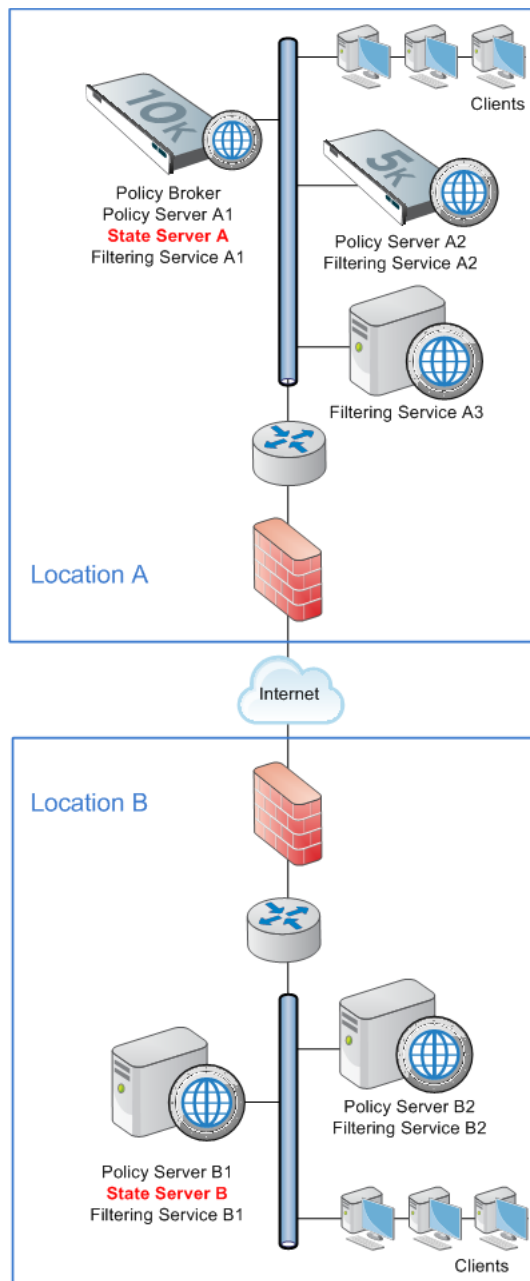 Clients
10K
Policy Broker
Policy Server A1
State Server A
Filtering Service A1
5K
Policy Server A2
Filtering Service A2
Filtering Service A3
Location A
Internet
Location B
Policy Server B2
Filtering Service B2
Policy Server B1
State Server B
Filtering Service B1
Clients